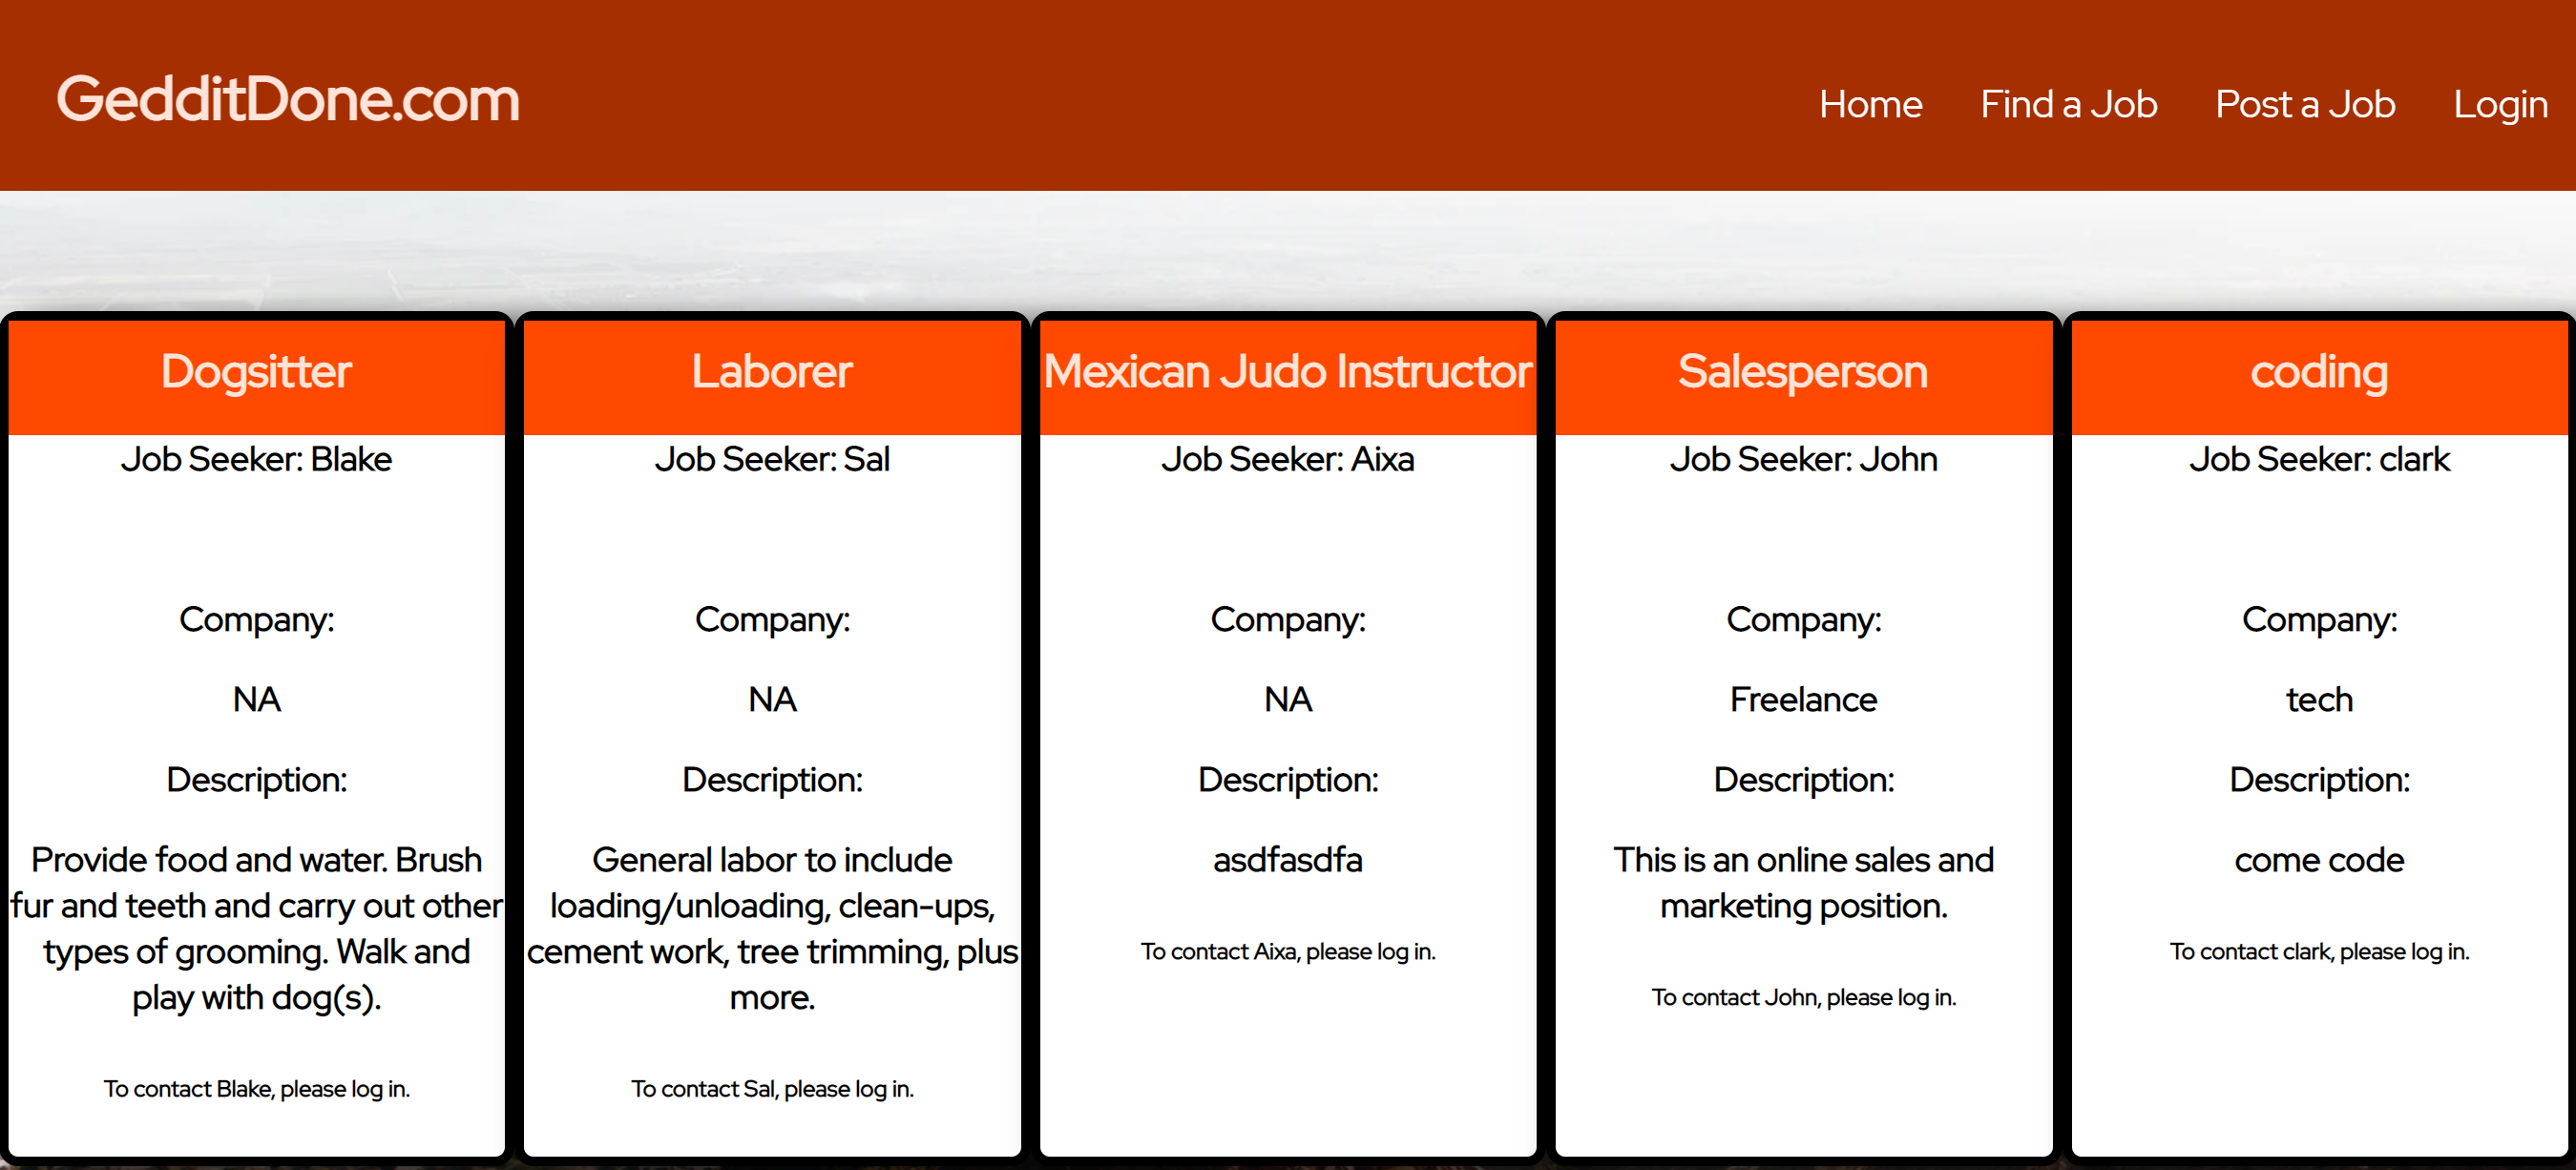 GedditDone.com
Home
Find a Job
Post a Job
Login
Dogsitter
Job Seeker: Blake
Company:
NA
Description:
Provide food and water. Brush
fur and teeth and carry out other
types of grooming. Walk and
play with dog(s).
To contact Blake, please log in.
Laborer
Job Seeker: Sal
Company:
NA
Description:
General labor to include
loading/unloading, clean-ups,
cement work, tree trimming, plus
more.
To contact Sal, please log in.
Mexican Judo Instructor
Job Seeker: Aixa
Company:
NA
Description:
asdfasdfa
To contact Aixa, please log in.
Salesperson
Job Seeker: John
Company:
Freelance
Description:
This is an online sales and
marketing position.
To contact John, please log in.
coding
Job Seeker: clark
Company:
tech
Description:
come code
To contact clark, please log in.